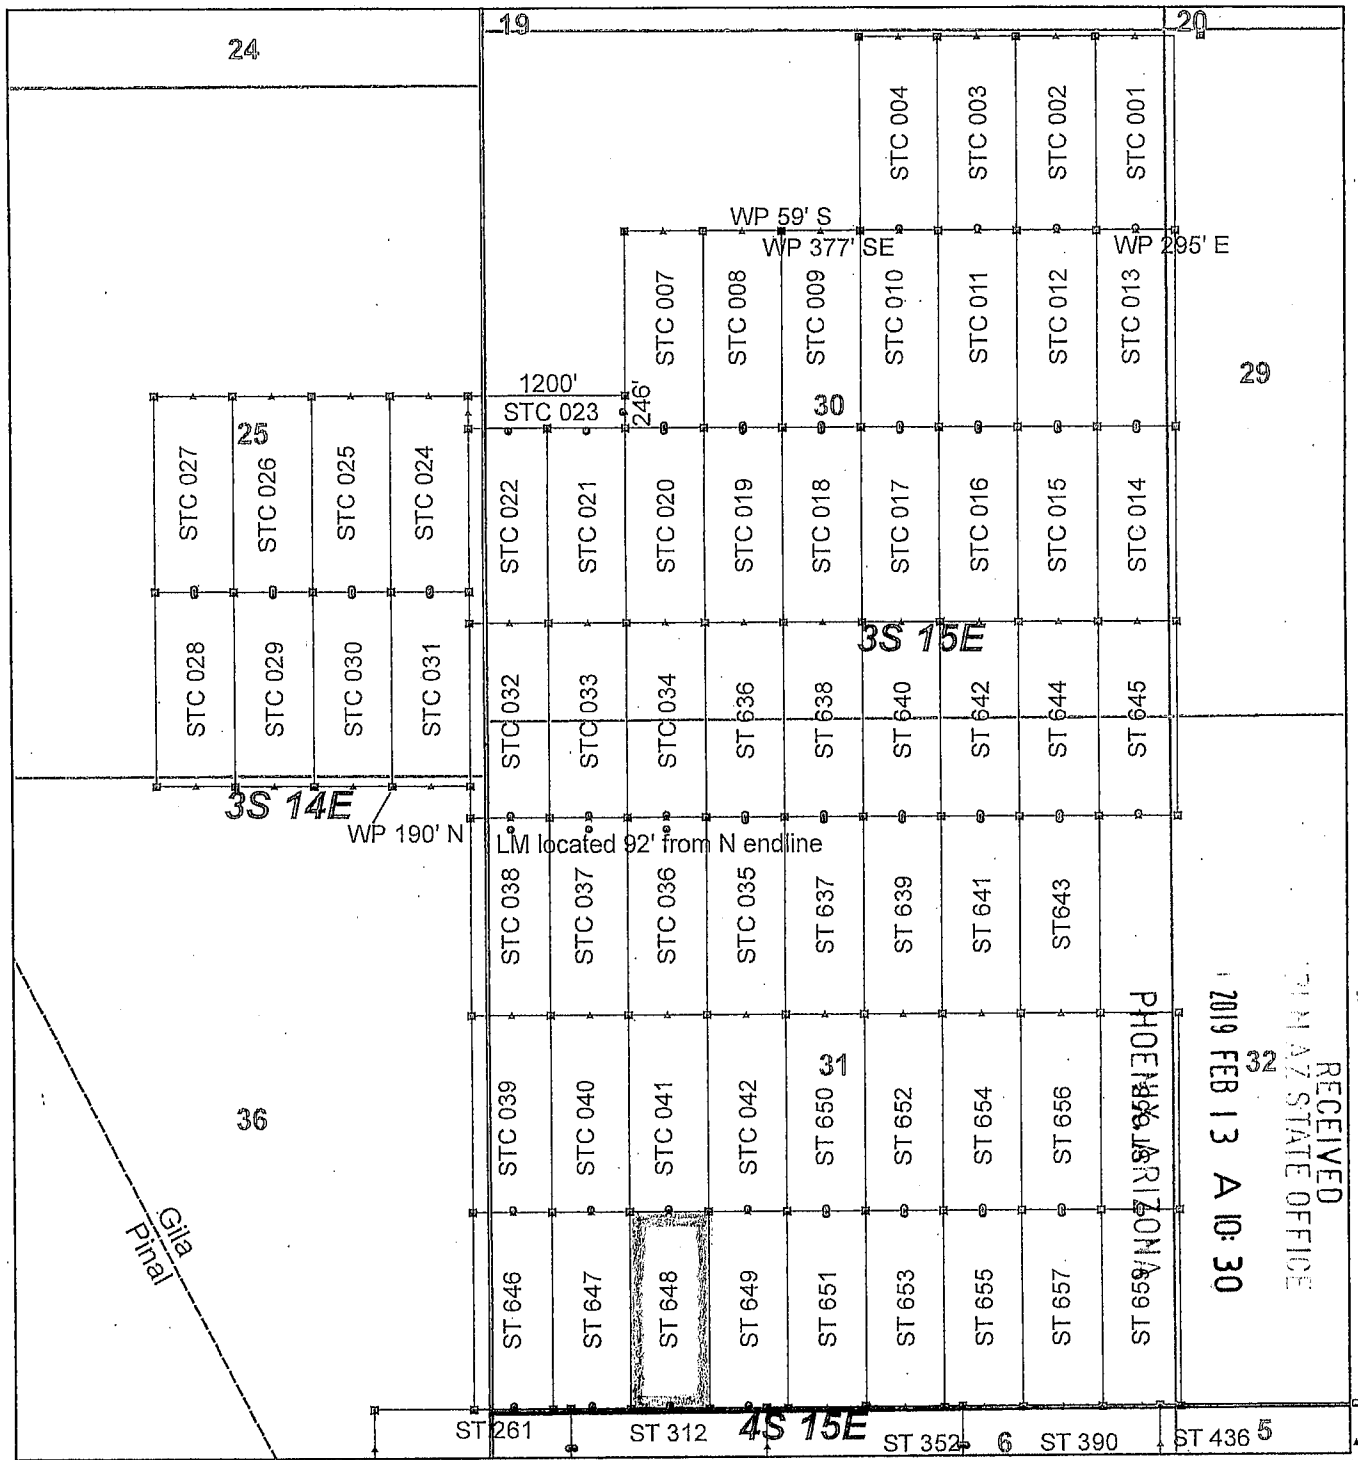 24
19
20
STC 004
STC 003
STC 002
STC 001
WP 59' S
WP 377' SE
WP 295' E
STC 007
STC 008
STC 009
STC 010
STC 011
STC 012
STC 013
29
1200'
246'
STC 023
30
25
STC 027
STC 026
STC 025
STC 024
STC 022
STC 021
STC 020
STC 019
STC 018
STC 017
STC 016
STC 015
STC 014
3S 15E
STC 028
STC 029
STC 030
STC 031
STC 032
STC 033
STC 034
ST 636
ST 638
ST 640
ST 642
ST 644
ST 645
3S 14E
WP 190' N
LM located 92' from N endline
STC 038
STC 037
STC 036
STC 035
ST 637
ST 639
ST 641
ST643
RECEIVED
AZ STATE OFFICE
2019 FEB 13 A 10:30
PHOENIX, ARIZONA
31
32
36
STC 039
STC 040
STC 041
STC 042
ST 650
ST 652
ST 654
ST 656
ST 658
Gila
Pinal
ST 646
ST 647
ST 648
ST 649
ST 651
ST 653
ST 655
ST 657
ST 659
ST 261
ST 312
4S 15E
ST 352
6
ST 390
ST 436
5